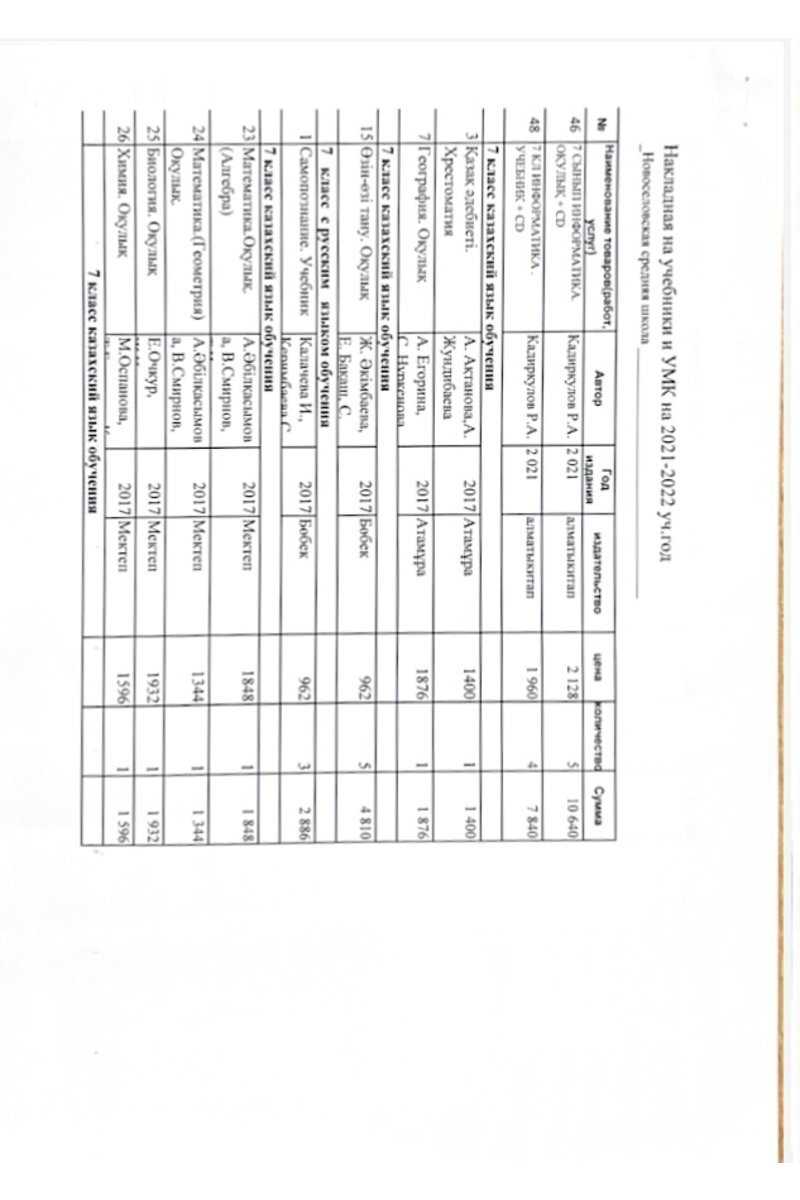 Накладная на учебники и УМК на 2021-2022 уч.год
_Новоселовская средняя школа
№ Наименование товаров(работ, услуг) Автор Год издания издательство цена количество Сумма
46 7 СЫНЫП ИНФОРМАТИКА. Кадиркулов Р.А. 2 021 алматыкитап 2 128 5 10 640
ОКУЛЫҚ + CD
48 7 КЛ ИНФОРМАТИКА . Кадиркулов Р.А. 2 021 алматыкитап 1 960 4 7 840
УЧЕБНИК + CD
7 класс казахский язык обучения
3 Қазақ әдебиеті. А. Актанова,А. 2017 Атамұра 1400 1 1 400
Хрестоматия Жундибаева
7 География. Оқулық А. Егорина, 2017 Атамұра 1876 1 1 876
С. Нуркенова
7 класс казахский язык обучения
15 Өзін-өзі тану. Оқулық Ж. Әкімбаева, 2017 Бөбек 962 5 4 810
Е. Бакаш, С.
7 класс с русским языком обучения
1 Самопознание. Учебник Калачева И., 2017 Бөбек 962 3 2 886
7 класс казахский язык обучения
23 Математика.Оқулық. А.Әбілкасымов 2017 Мектеп 1848 1 1 848
(Алгебра) а, В.Смирнов,
24 Математика.(Геометрия) А.Әбілкасымов 2017 Мектеп 1344 1 1 344
Оқулық. а, В.Смирнов,
25 Биология. Оқулық Е.Очкур, 2017 Мектеп 1932 1 1 932
26 Химия. Оқулық М.Оспанова, 2017 Мектеп 1596 1 1 596
7 класс казахский язык обучения